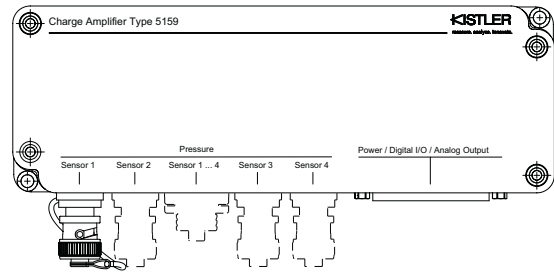 Charge Amplifier Type 5159
KISTLER
measure. analyze. innovate.
Pressure
Power / Digital I/O / Analog Output
Sensor 1
Sensor 2
Sensor 1 ... 4
Sensor 3
Sensor 4